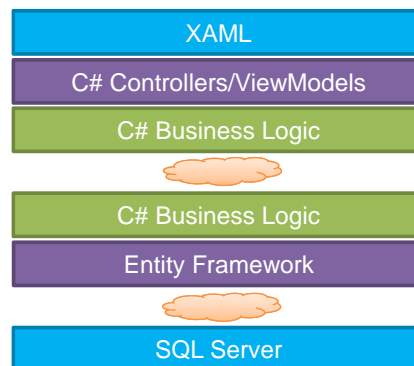 XAML
C# Controllers/ViewModels
C# Business Logic
C# Business Logic
Entity Framework
SQL Server